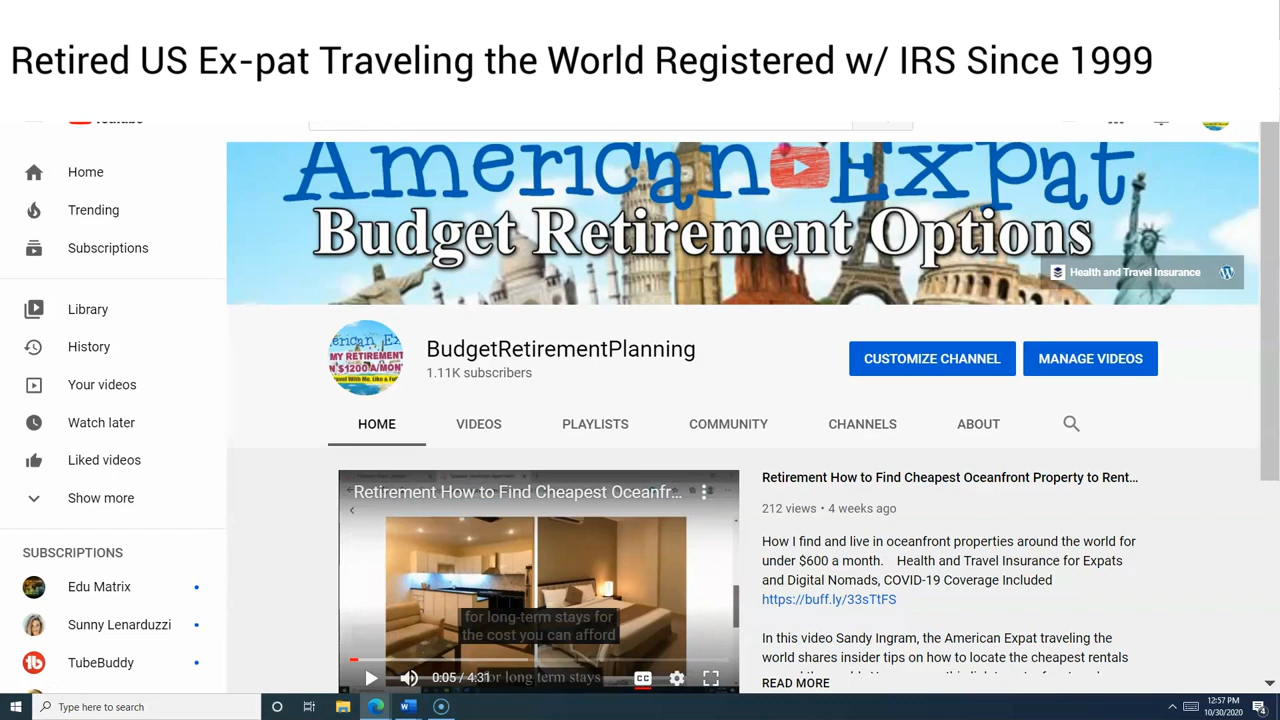 Retired US Ex-pat Traveling the World Registered w/ IRS Since 1999
Home
Trending
Subscriptions
Library
History
Your videos
Watch later
Liked videos
Show more
SUBSCRIPTIONS
Edu Matrix
Sunny Lenarduzzi
TubeBuddy
American Expat
Budget Retirement Options
Health and Travel Insurance
BudgetRetirementPlanning
1.11K subscribers
CUSTOMIZE CHANNEL
MANAGE VIDEOS
HOME VIDEOS PLAYLISTS COMMUNITY CHANNELS ABOUT
Retirement How to Find Cheapest Oceanfr...
for long-term stays for
the cost you can afford
for long term stays
0:05 / 4:31
CC
Retirement How to Find Cheapest Oceanfront Property to Rent...
212 views • 4 weeks ago
How I find and live in oceanfront properties around the world for
under $600 a month. Health and Travel Insurance for Expats
and Digital Nomads, COVID-19 Coverage Included
https://buff.ly/33sTtFS
In this video Sandy Ingram, the American Expat traveling the
world shares insider tips on how to locate the cheapest rentals
READ MORE
Type here to search
12:57 PM
10/30/2020
4